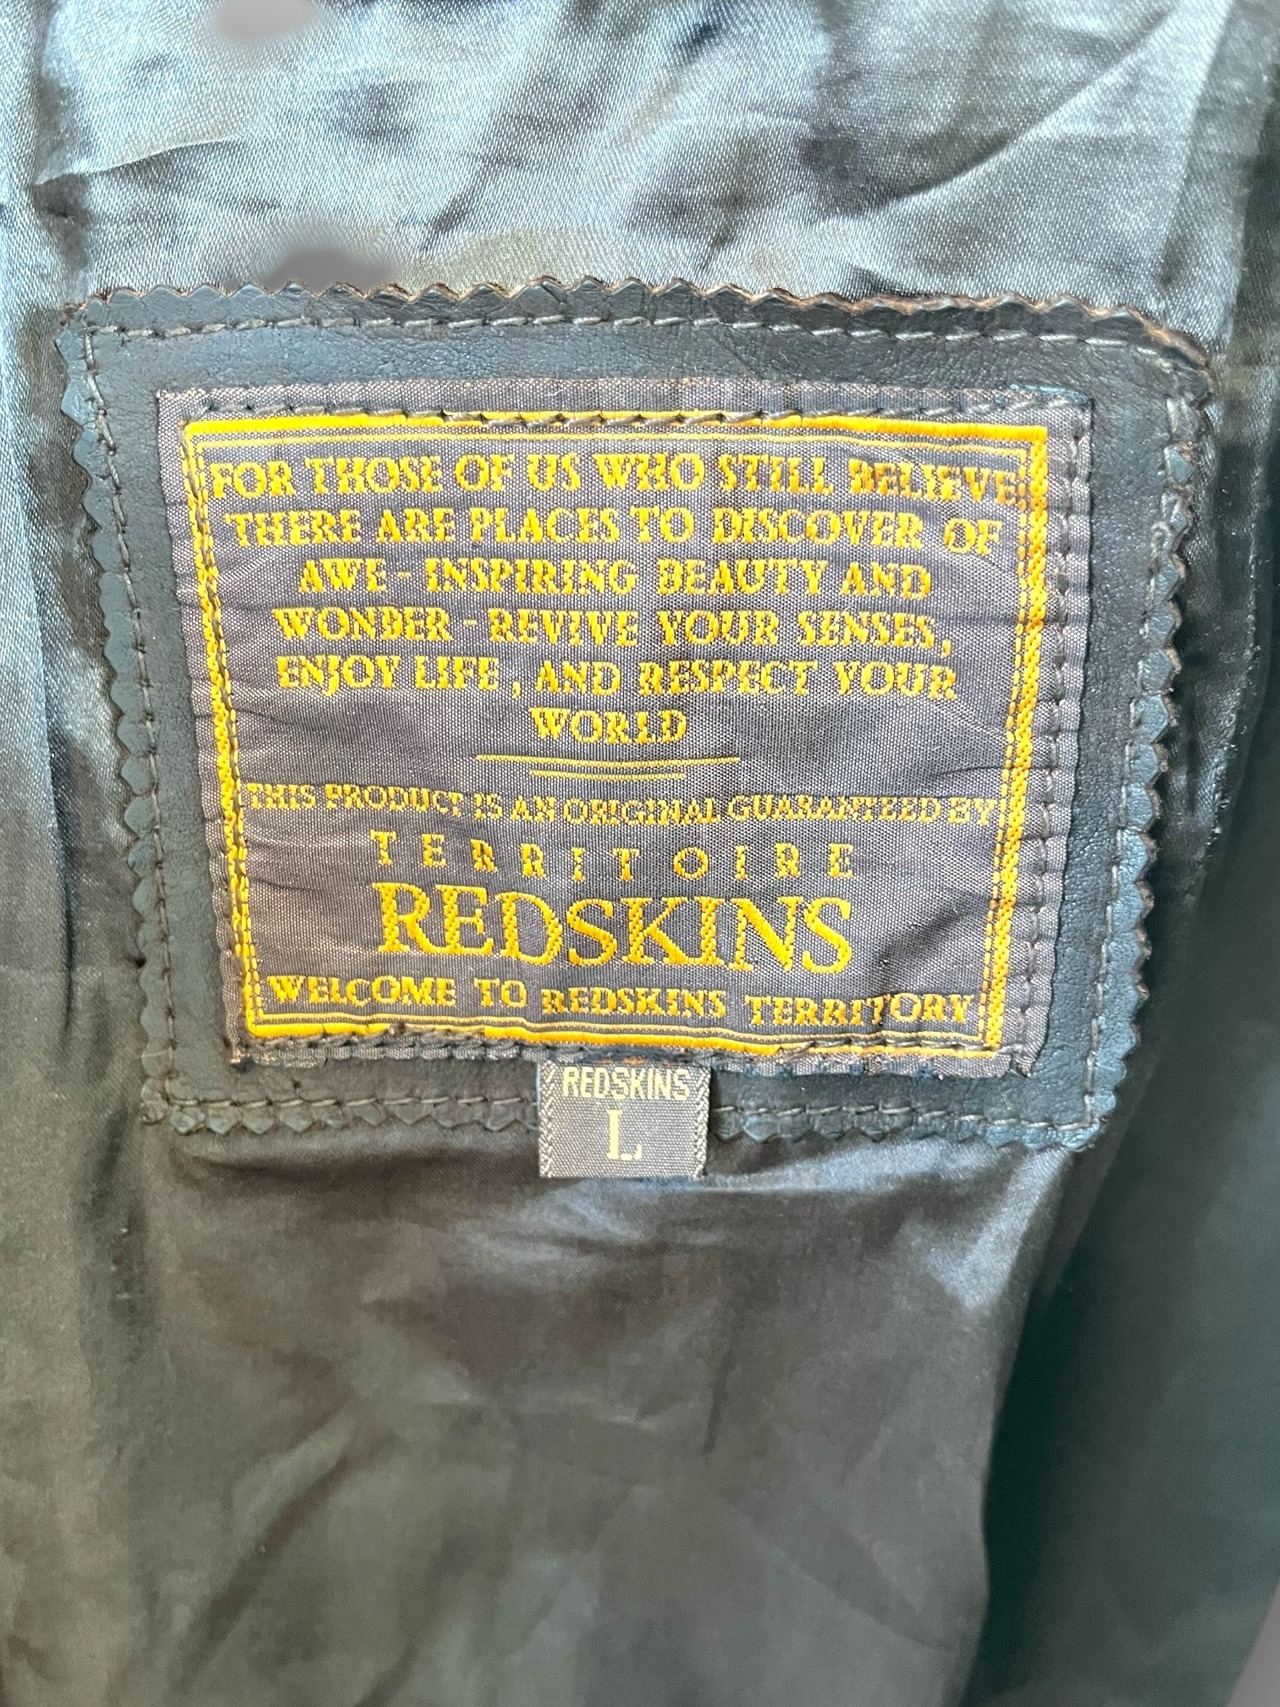 FOR THOSE OF US WHO STILL BELIEVE
THERE ARE PLACES TO DISCOVER OF
AWE - INSPIRING BEAUTY AND
WONDER - REVIVE YOUR SENSES,
ENJOY LIFE, AND RESPECT YOUR
WORLD
THIS PRODUCT IS AN ORIGINAL GUARANTEED BY
TERRITOIRE
REDSKINS
WELCOME TO REDSKINS TERRITORY
REDSKINS
L